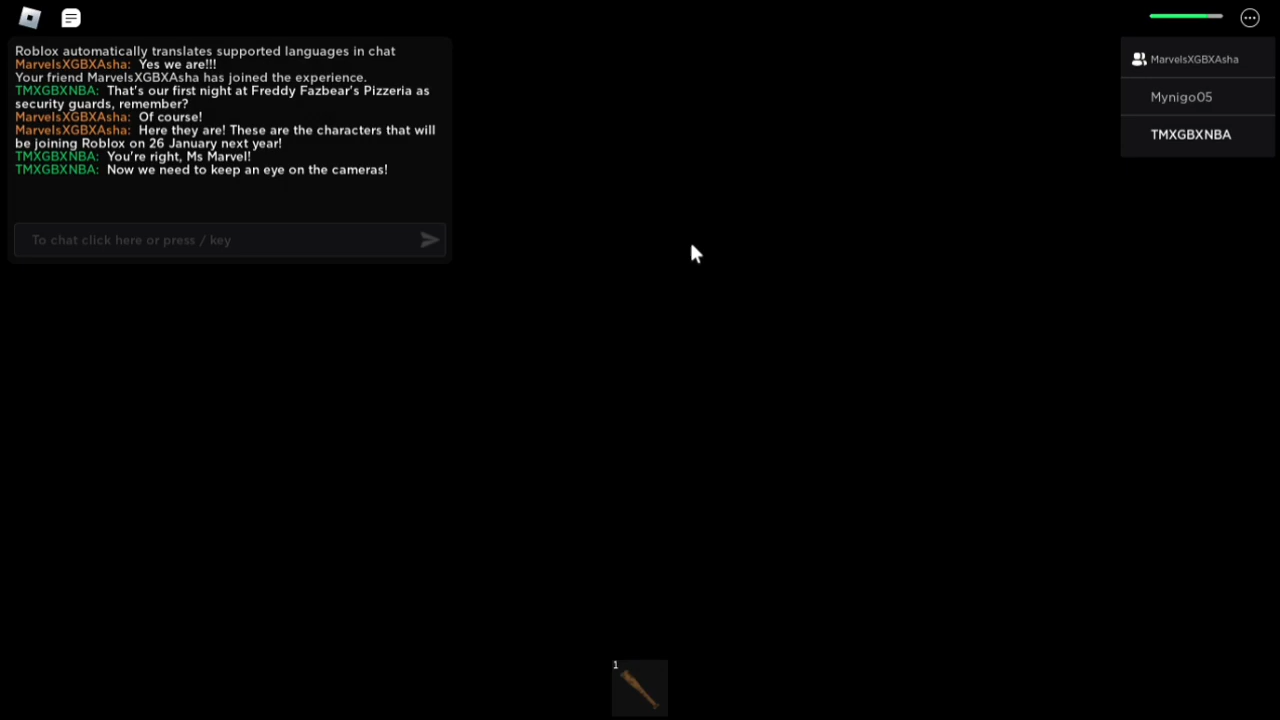 Roblox automatically translates supported languages in chat
MarvelsXGBXAsha: Yes we are!!!
Your friend MarvelsXGBXAsha has joined the experience.
TMXGBXNBA: That's our first night at Freddy Fazbear's Pizzeria as
security guards, remember?
MarvelsXGBXAsha: Of course!
MarvelsXGBXAsha: Here they are! These are the characters that will
be joining Roblox on 26 January next year!
TMXGBXNBA: You're right, Ms Marvel!
TMXGBXNBA: Now we need to keep an eye on the cameras!
To chat click here or press / key
MarvelsXGBXAsha
Mynigo05
TMXGBXNBA
1